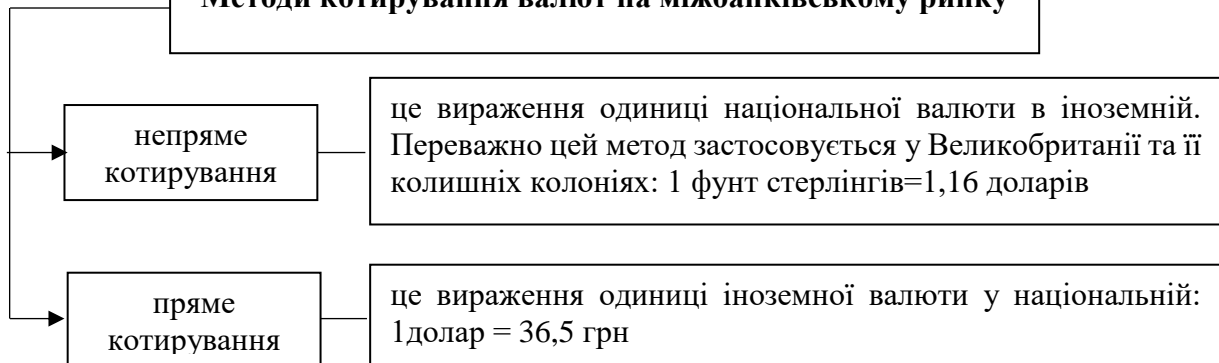 Методи котирування валют на міжбанківському ринку
непряме
котирування
це вираження одиниці національної валюти в іноземній.
Переважно цей метод застосовується у Великобританії та її
колишніх колоніях: 1 фунт стерлінгів=1,16 доларів
пряме
котирування
це вираження одиниці іноземної валюти у національній:
1долар = 36,5 грн